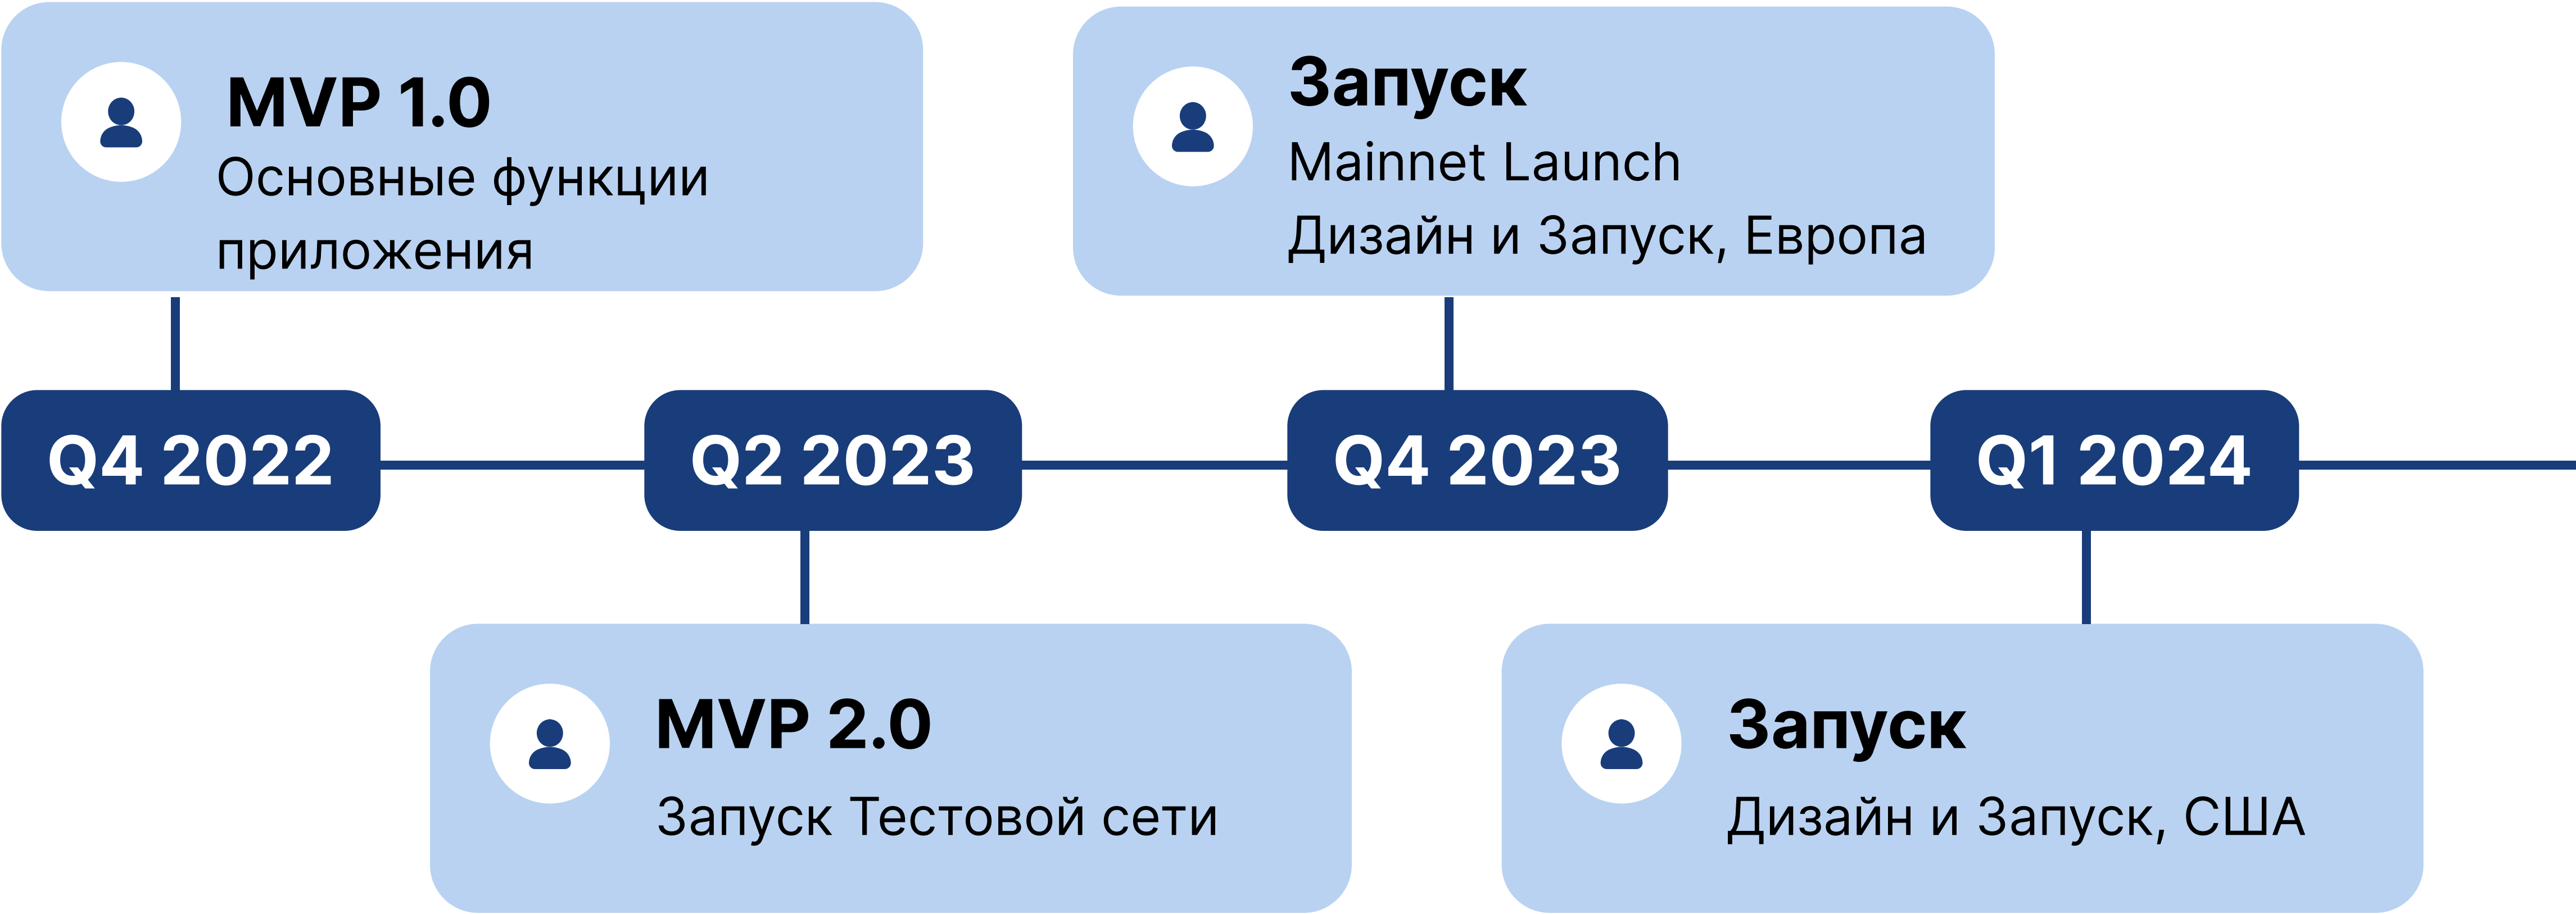 MVP 1.0
Основные функции
приложения
Запуск
Mainnet Launch
Дизайн и Запуск, Европа
Q4 2022
Q2 2023
Q4 2023
Q1 2024
MVP 2.0
Запуск Тестовой сети
Запуск
Дизайн и Запуск, США